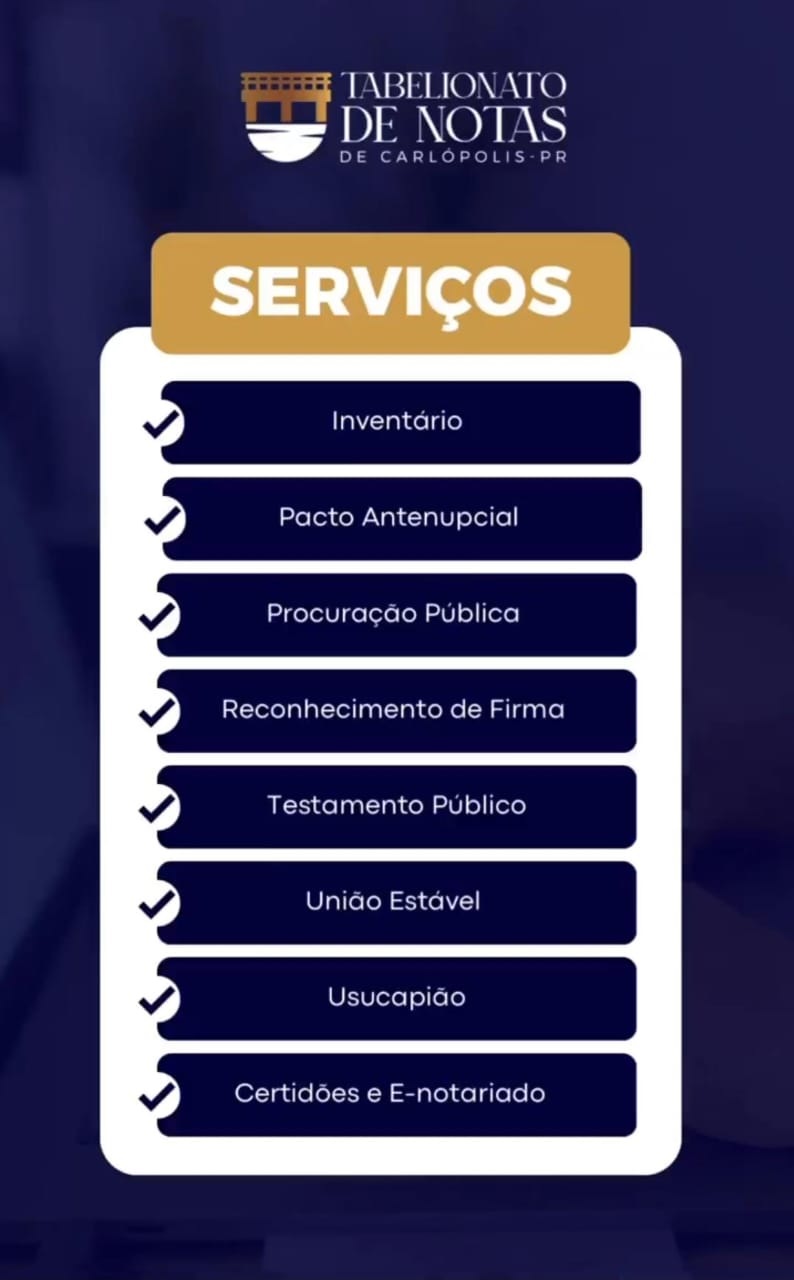 TABELIONATO
DE NOTAS
DE CARLÓPOLIS-PR
SERVIÇOS
Inventário
Pacto Antenupcial
Procuração Pública
Reconhecimento de Firma
Testamento Público
União Estável
Usucapião
Certidões e E-notariado